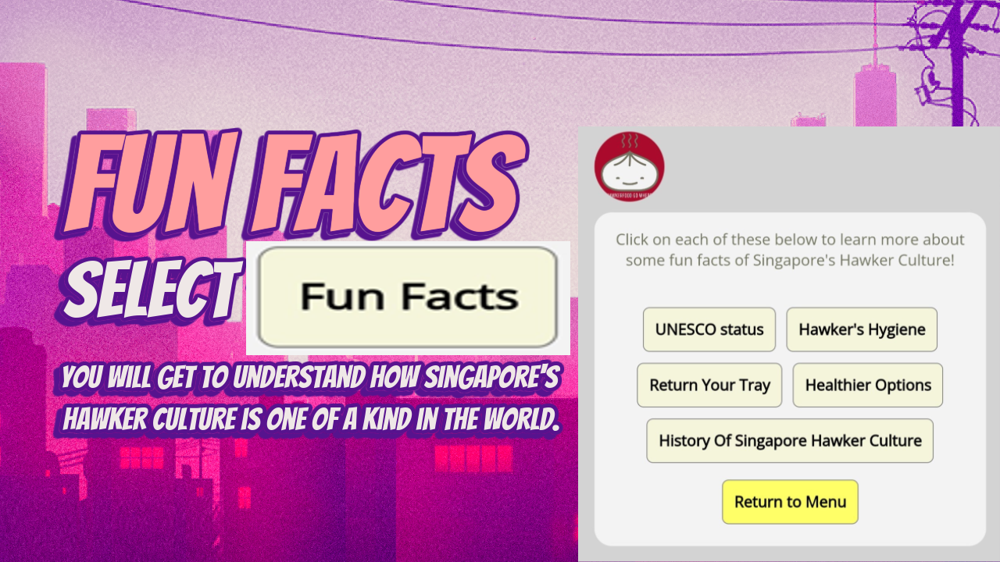 FUN FACTS
SELECT
Fun Facts
YOU WILL GET TO UNDERSTAND HOW SINGAPORE'S
HAWKER CULTURE IS ONE OF A KIND IN THE WORLD.
Click on each of these below to learn more about
some fun facts of Singapore's Hawker Culture!
UNESCO status
Hawker's Hygiene
Return Your Tray
Healthier Options
History Of Singapore Hawker Culture
Return to Menu